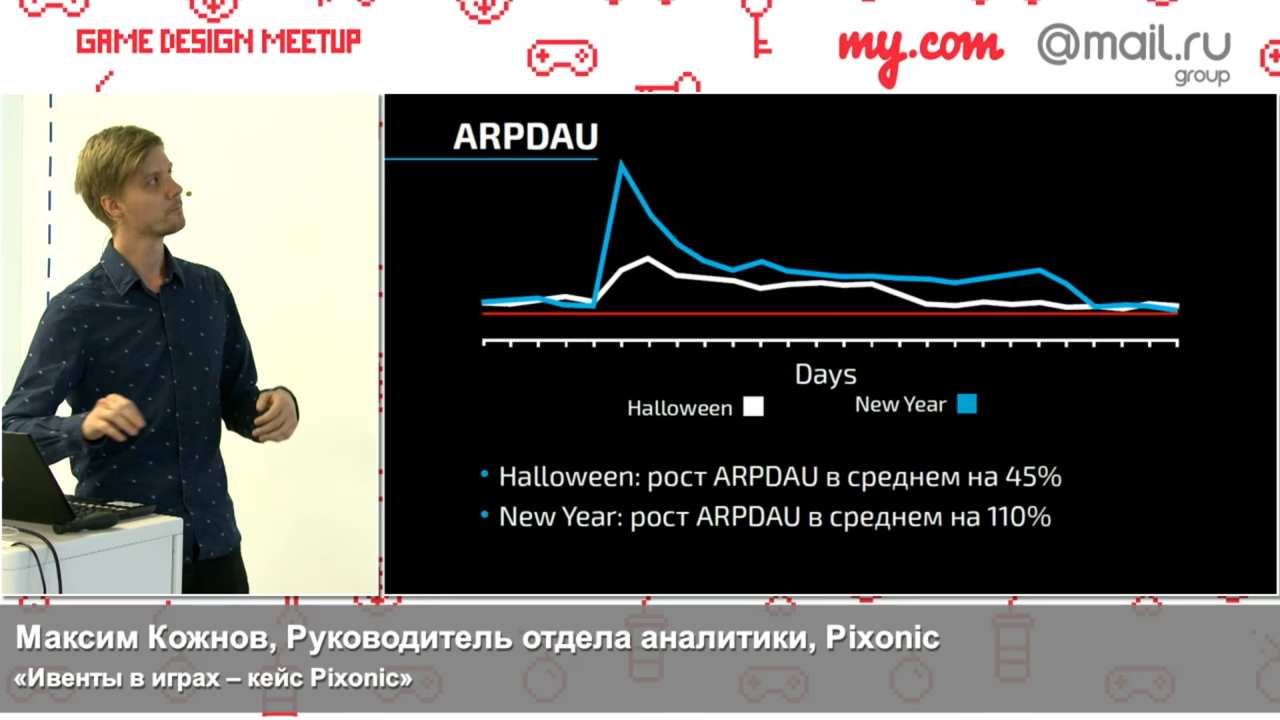 GAME DESIGN MEETUP
my.com
@mail.ru
group
ARPDAU
Days
Halloween
New Year
• Halloween: рост ARPDAU в среднем на 45%
• New Year: рост ARPDAU в среднем на 110%
Максим Кожнов, Руководитель отдела аналитики, Pixonic
«Ивенты в играх – кейс Pixonic»